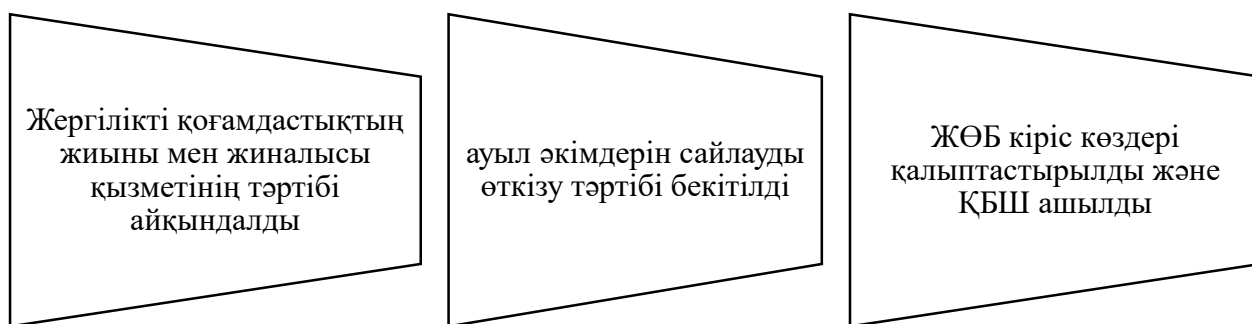 Жергілікті қоғамдастықтың
жиыны мен жиналысы
қызметінің тәртібі
айқындалды
ауыл әкімдерін сайлауды
өткізу тәртібі бекітілді
ЖӨБ кіріс көздері
қалыптастырылды және
ҚБШ ашылды